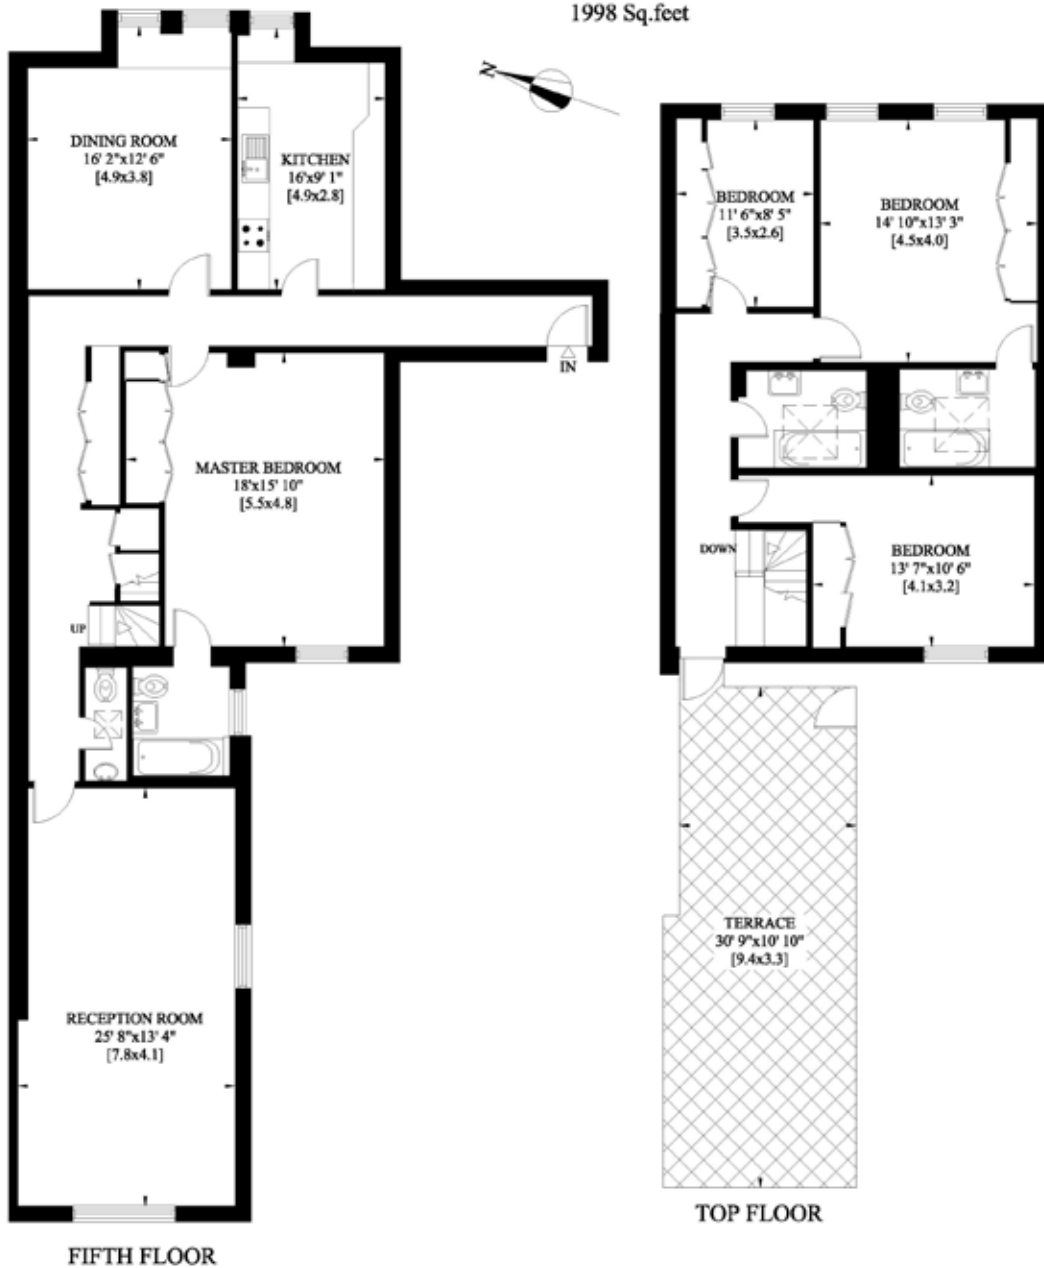 1998 Sq.feet
N
DINING ROOM
16' 2"x12' 6"
[4.9x3.8]
KITCHEN
16'x9' 1"
[4.9x2.8]
IN
MASTER BEDROOM
18'x15' 10"
[5.5x4.8]
UP
RECEPTION ROOM
25' 8"x13' 4"
[7.8x4.1]
FIFTH FLOOR
BEDROOM
11' 6"x8' 5"
[3.5x2.6]
BEDROOM
14' 10"x13' 3"
[4.5x4.0]
DOWN
BEDROOM
13' 7"x10' 6"
[4.1x3.2]
TERRACE
30' 9"x10' 10"
[9.4x3.3]
TOP FLOOR